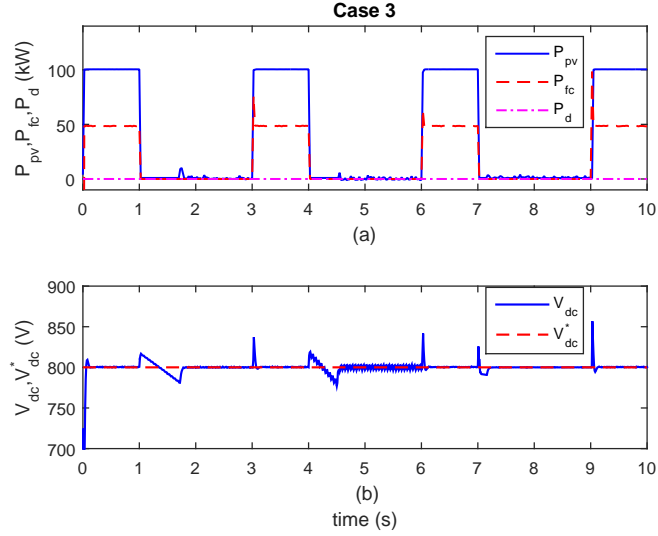 Case 3
P_pv,P_fc,P_d (kW)
100
50
0
P_pv
P_fc
P_d
0 1 2 3 4 5 6 7 8 9 10
(a)
V_dc,V*_dc (V)
900
850
800
750
700
V_dc
V*_dc
0 1 2 3 4 5 6 7 8 9 10
(b)
time (s)